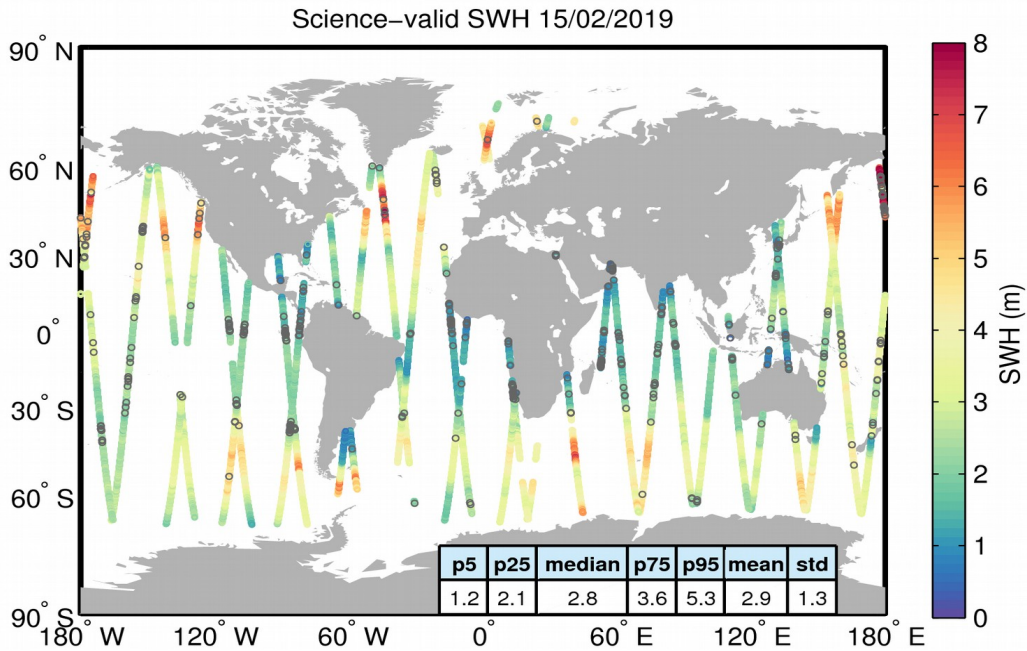 Science−valid SWH 15/02/2019
90° N
60° N
30° N
0°
30° S
60° S
90° S
180° W
120° W
60° W
0°
60° E
120° E
180° E
p5 p25 median p75 p95 mean std
1.2 2.1 2.8 3.6 5.3 2.9 1.3
8
7
6
5
4
3
2
1
0
SWH (m)